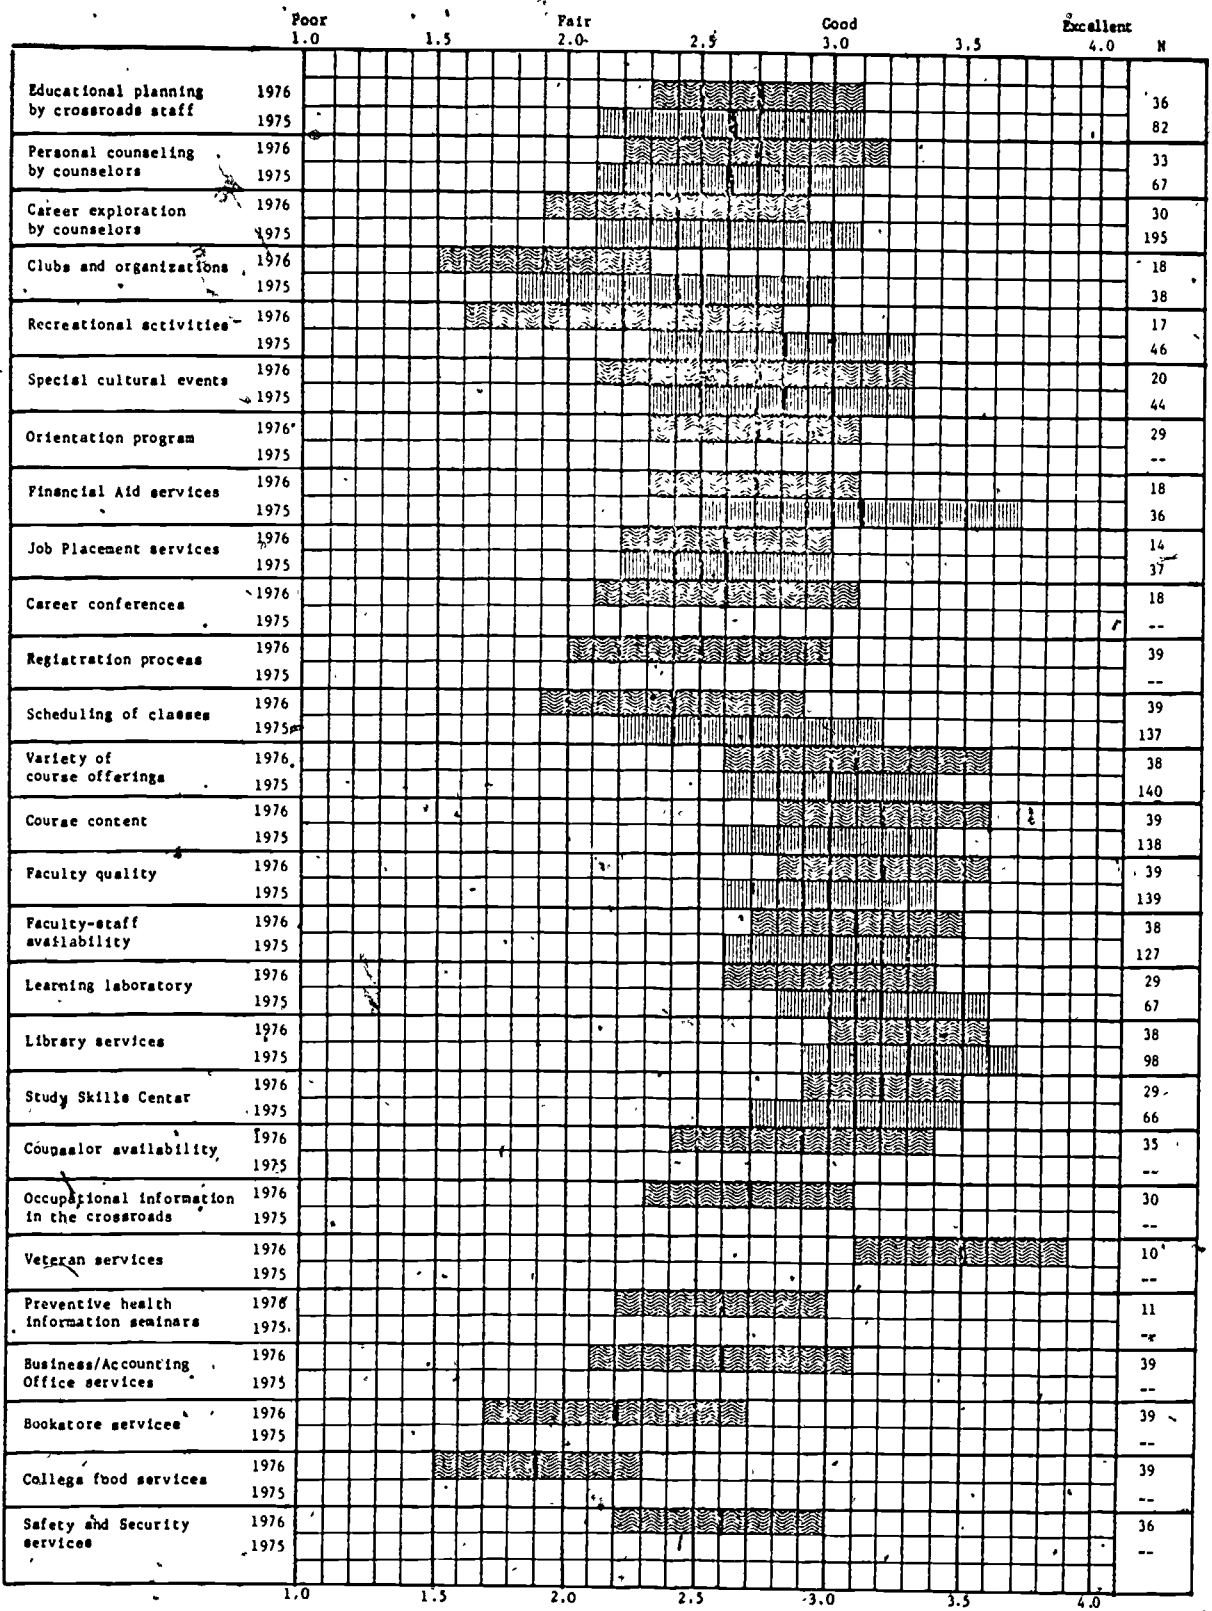 Poor Fair Good Excellent
1.0 1.5 2.0 2.5 3.0 3.5 4.0 N
Educational planning 1976 36
by crossroads staff 1975 82
Personal counseling 1976 33
by counselors 1975 67
Career exploration 1976 30
by counselors 1975 195
Clubs and organizations 1976 18
1975 38
Recreational activities 1976 17
1975 46
Special cultural events 1976 20
1975 44
Orientation program 1976 29
1975 --
Financial Aid services 1976 18
1975 36
Job Placement services 1976 14
1975 37
Career conferences 1976 18
1975 --
Registration process 1976 39
1975 --
Scheduling of classes 1976 39
1975 137
Variety of 1976 38
course offerings 1975 140
Course content 1976 39
1975 138
Faculty quality 1976 39
1975 139
Faculty-staff 1976 38
availability 1975 127
Learning laboratory 1976 29
1975 67
Library services 1976 38
1975 98
Study Skills Center 1976 29
1975 66
Counselor availability 1976 35
1975 --
Occupational information 1976 30
in the crossroads 1975 --
Veteran services 1976 10
1975 --
Preventive health 1976 11
information seminars 1975 --
Business/Accounting 1976 39
Office services 1975 --
Bookstore services 1976 39
1975 --
College food services 1976 39
1975 --
Safety and Security 1976 36
services 1975 --
1.0 1.5 2.0 2.5 3.0 3.5 4.0